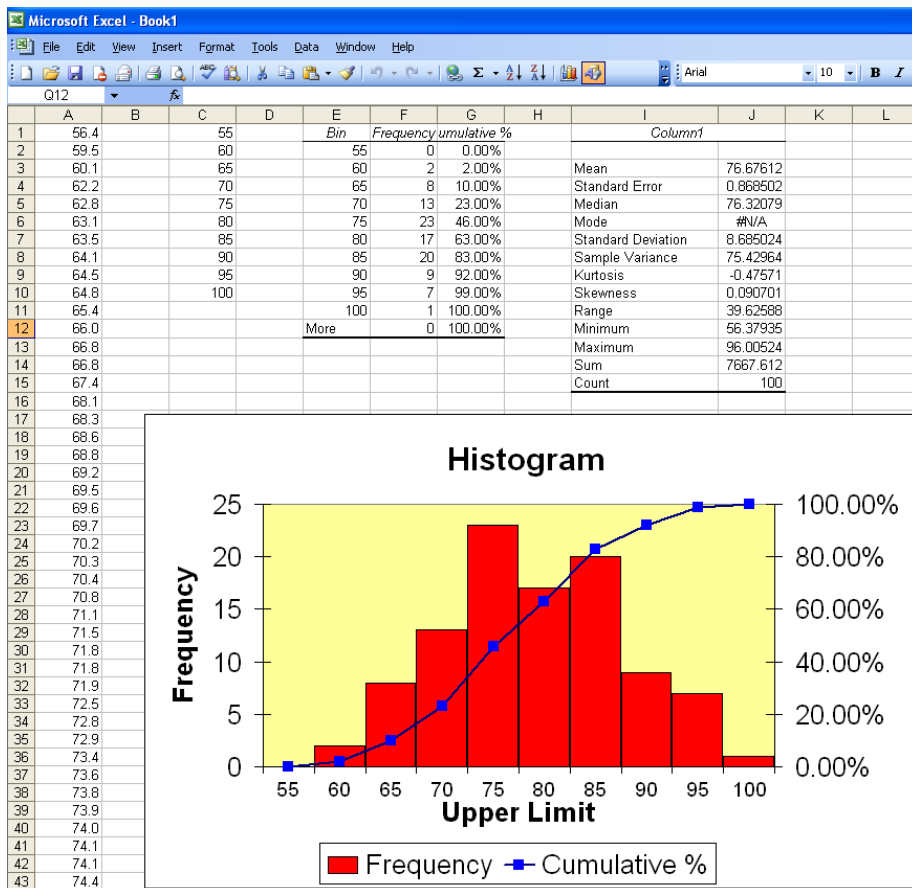 Microsoft Excel - Book1
File Edit View Insert Format Tools Data Window Help
ABC Σ A Z Z A Arial 10 B I
Q12 fx
A B C D E F G H I J K L
1 56.4 55 Bin Frequency umulative % Column1
2 59.5 60 55 0 0.00%
3 60.1 65 60 2 2.00% Mean 76.67612
4 62.2 70 65 8 10.00% Standard Error 0.868502
5 62.8 75 70 13 23.00% Median 76.32079
6 63.1 80 75 23 46.00% Mode #N/A
7 63.5 85 80 17 63.00% Standard Deviation 8.685024
8 64.1 90 85 20 83.00% Sample Variance 75.42964
9 64.5 95 90 9 92.00% Kurtosis -0.47571
10 64.8 100 95 7 99.00% Skewness 0.090701
11 65.4 100 1 100.00% Range 39.62588
12 66.0 More 0 100.00% Minimum 56.37935
13 66.8 Maximum 96.00524
14 66.8 Sum 7667.612
15 67.4 Count 100
16 68.1
17 68.3
18 68.6
19 68.8
20 69.2
21 69.5
22 69.6
23 69.7
24 70.2
25 70.3
26 70.4
27 70.8
28 71.1
29 71.5
30 71.8
31 71.8
32 71.9
33 72.5
34 72.8
35 72.9
36 73.4
37 73.6
38 73.8
39 73.9
40 74.0
41 74.1
42 74.1
43 74.4
Histogram
Frequency
25 100.00%
20 80.00%
15 60.00%
10 40.00%
5 20.00%
0 0.00%
55 60 65 70 75 80 85 90 95 100
Upper Limit
Frequency Cumulative %